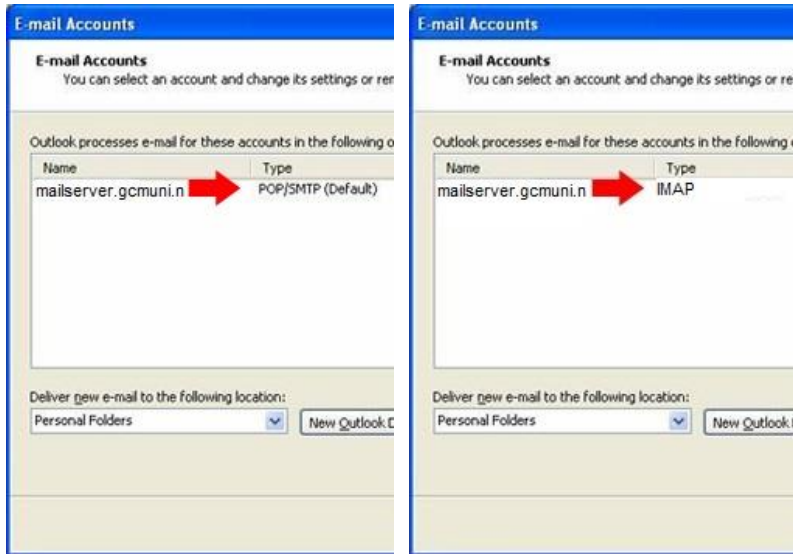 E-mail Accounts
E-mail Accounts
You can select an account and change its settings or rer
Outlook processes e-mail for these accounts in the following o
Name Type
mailserver.gcmuni.n POP/SMTP (Default)
Deliver new e-mail to the following location:
Personal Folders New Outlook D
E-mail Accounts
E-mail Accounts
You can select an account and change its settings or re
Outlook processes e-mail for these accounts in the following
Name Type
mailserver.gcmuni.n IMAP
Deliver new e-mail to the following location:
Personal Folders New Outlook